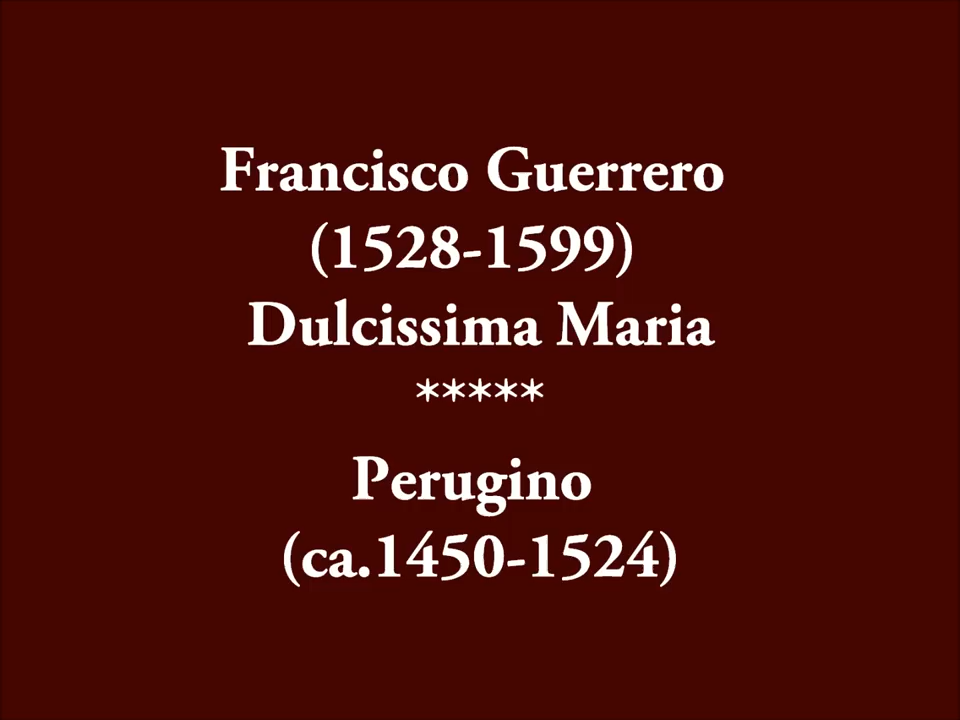 Francisco Guerrero
(1528-1599)
Dulcissima Maria
*****
Perugino
(ca.1450-1524)